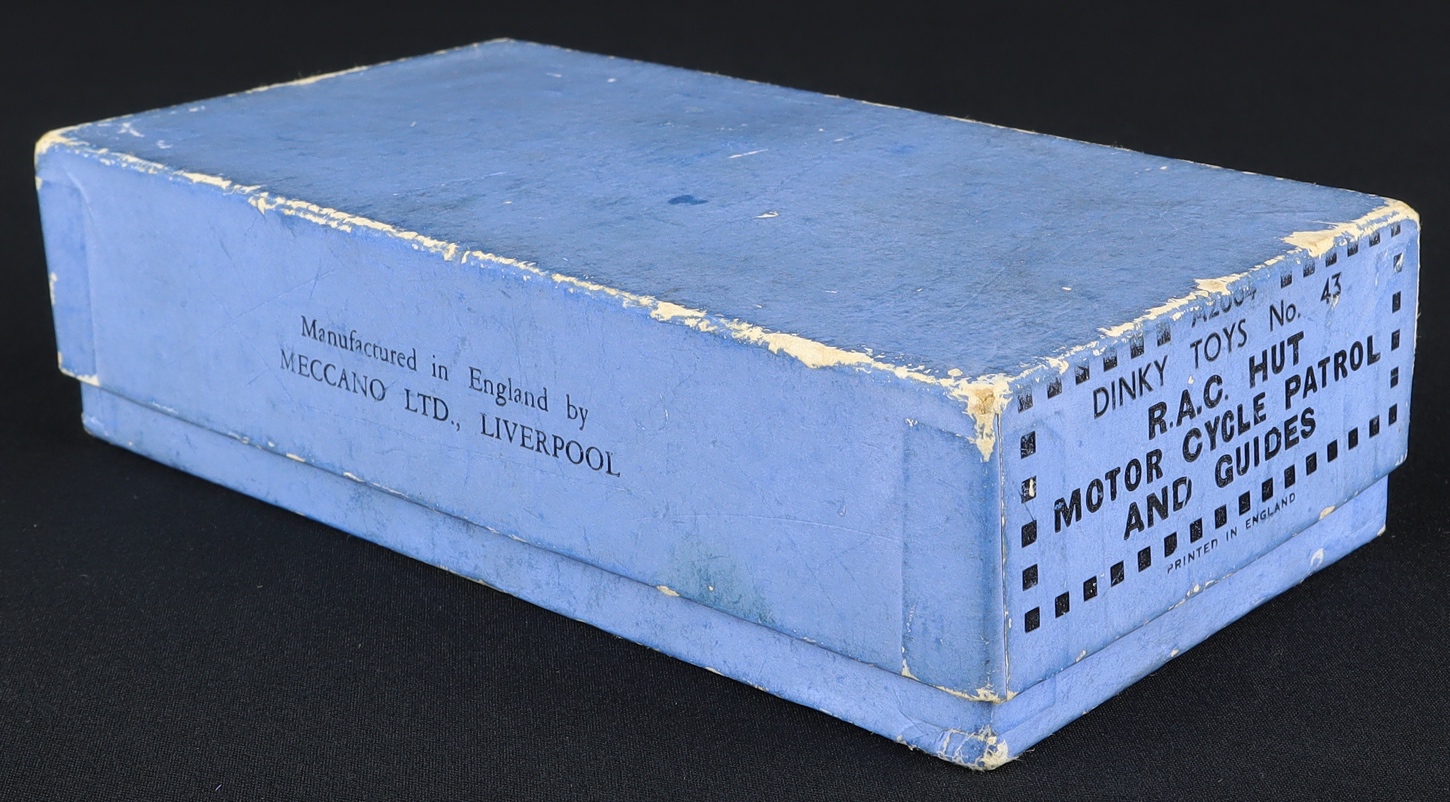 Manufactured in England by
MECCANO LTD., LIVERPOOL
A2064
DINKY TOYS No. 43
R.A.C. HUT
MOTOR CYCLE PATROL
AND GUIDES
PRINTED IN ENGLAND